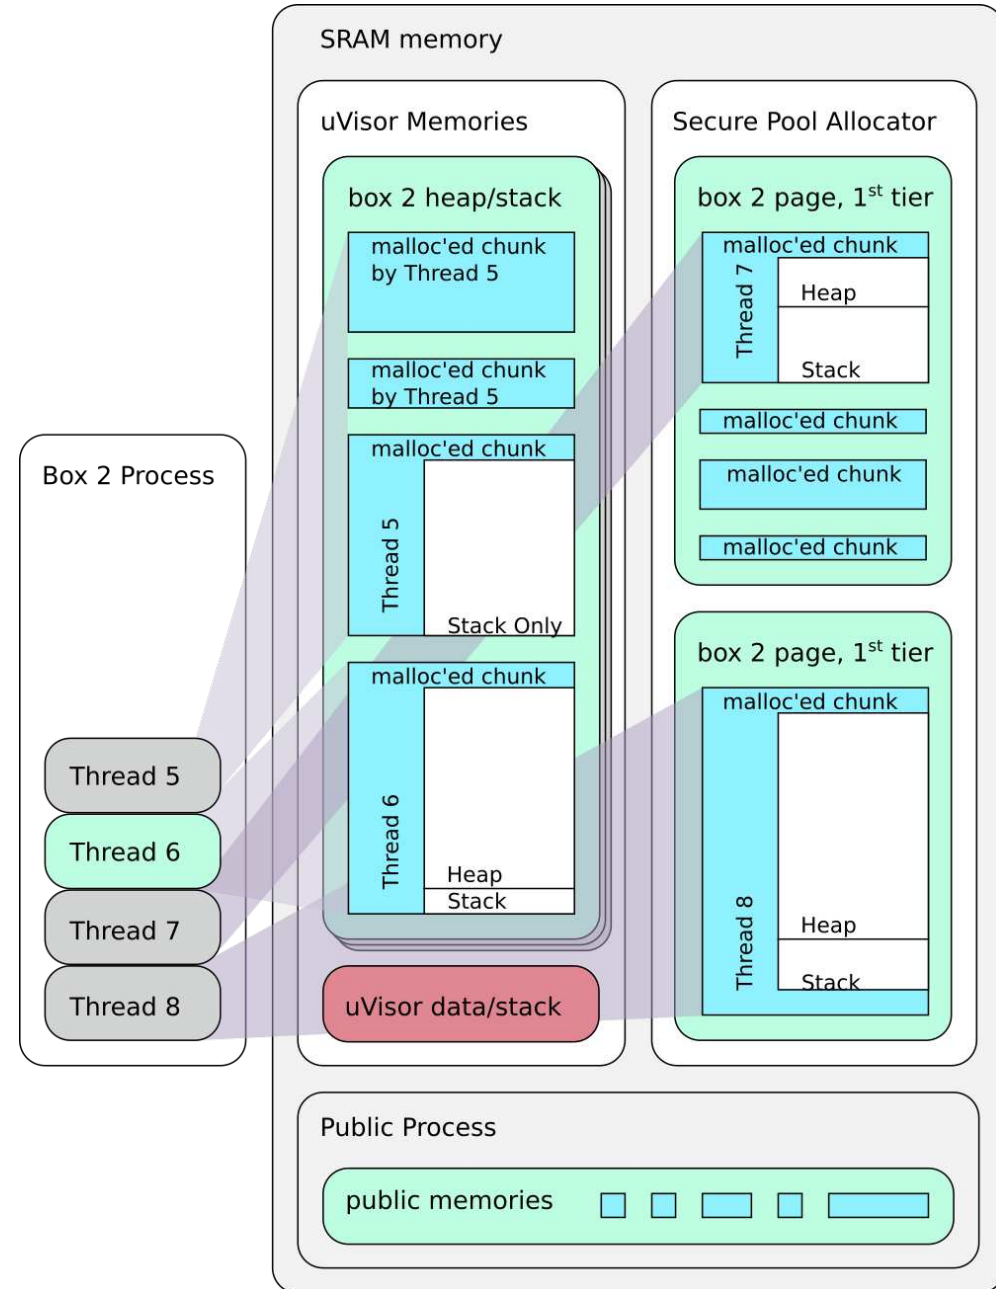 SRAM memory
uVisor Memories
box 2 heap/stack
malloc'ed chunk
by Thread 5
malloc'ed chunk
by Thread 5
malloc'ed chunk
Thread 5
Stack Only
malloc'ed chunk
Thread 6
Heap
Stack
uVisor data/stack
Secure Pool Allocator
box 2 page, 1st tier
malloc'ed chunk
Thread 7
Heap
Stack
malloc'ed chunk
malloc'ed chunk
malloc'ed chunk
box 2 page, 1st tier
malloc'ed chunk
Thread 8
Heap
Stack
Box 2 Process
Thread 5
Thread 6
Thread 7
Thread 8
Public Process
public memories